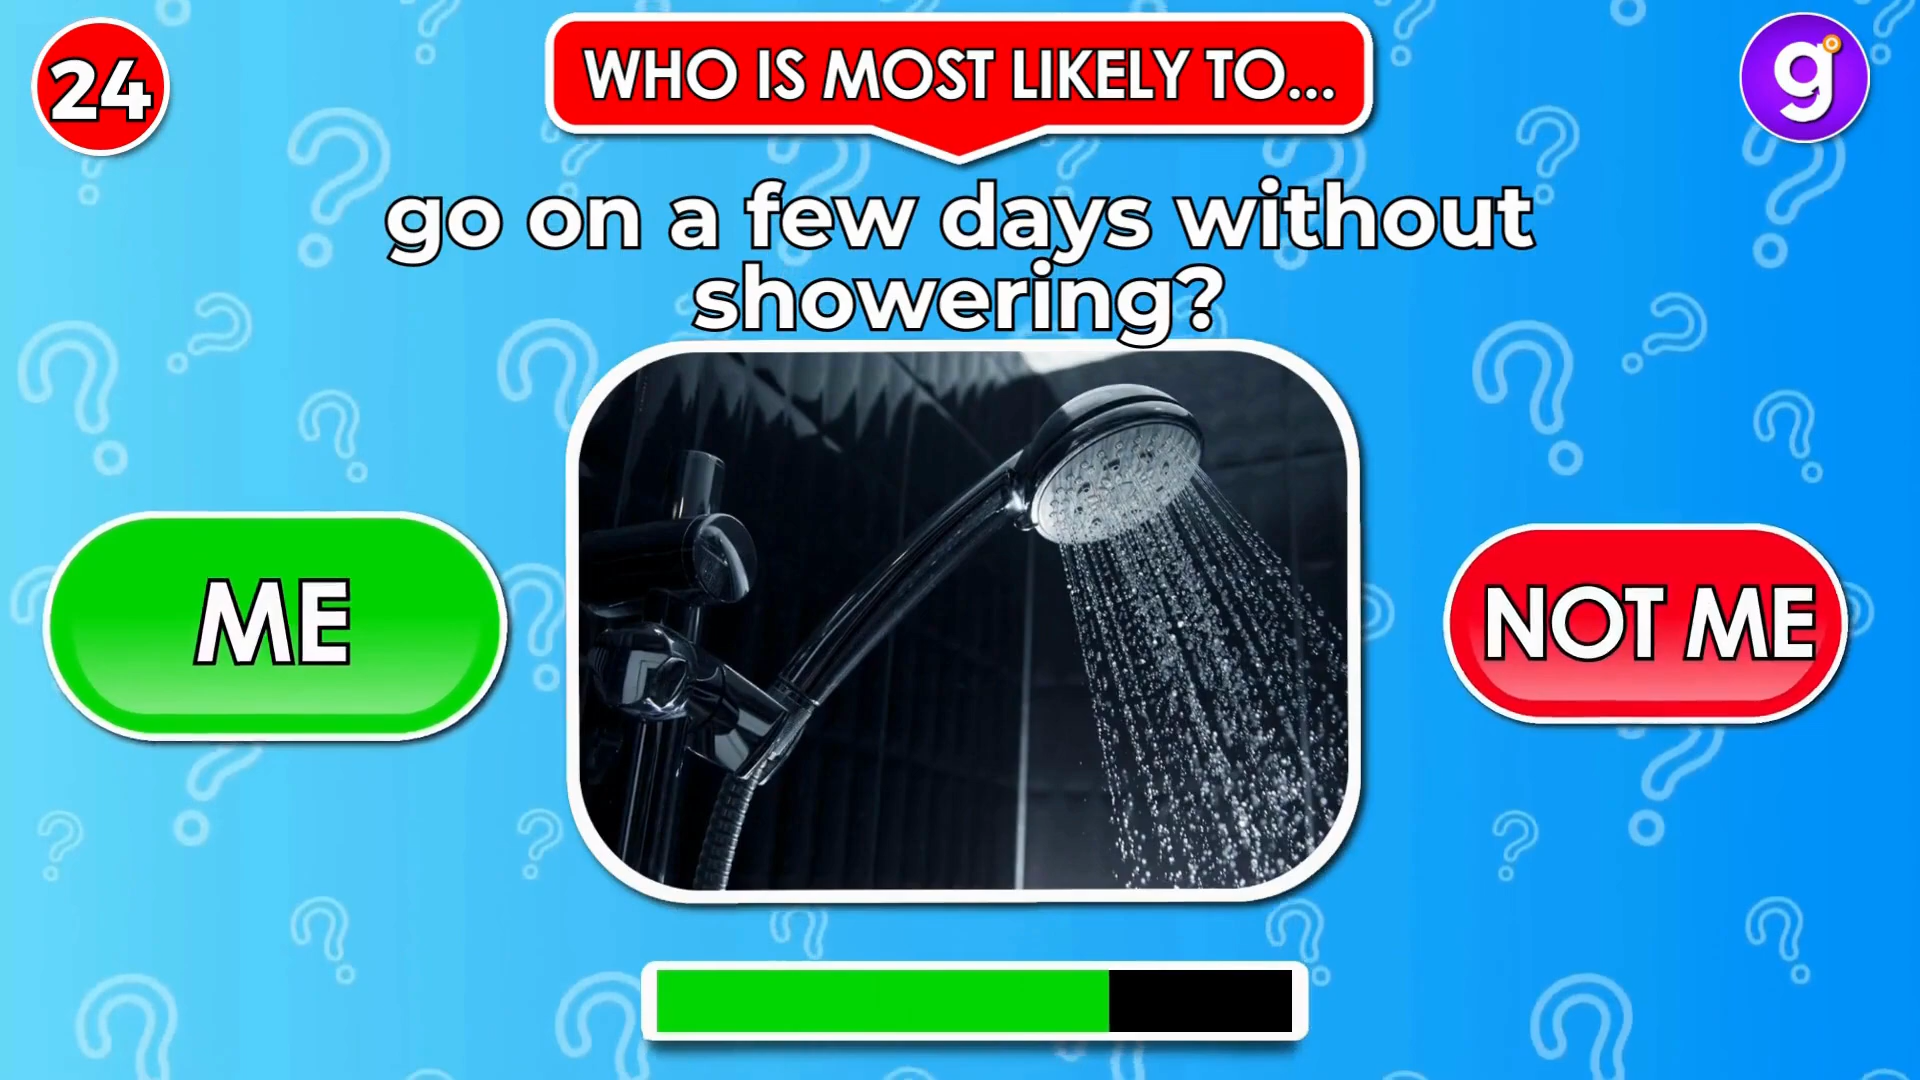 24
WHO IS MOST LIKELY TO...
g
go on a few days without
showering?
ME
NOT ME